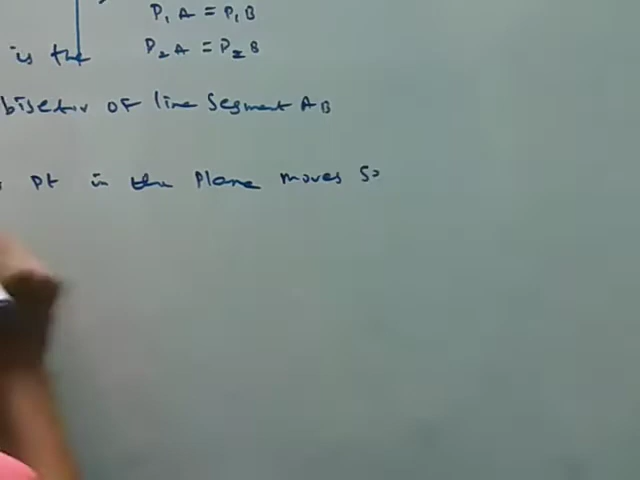 P₁A = P₁B
is the P₂A = P₂B
bisector of line segment AB
pt in the plane moves so